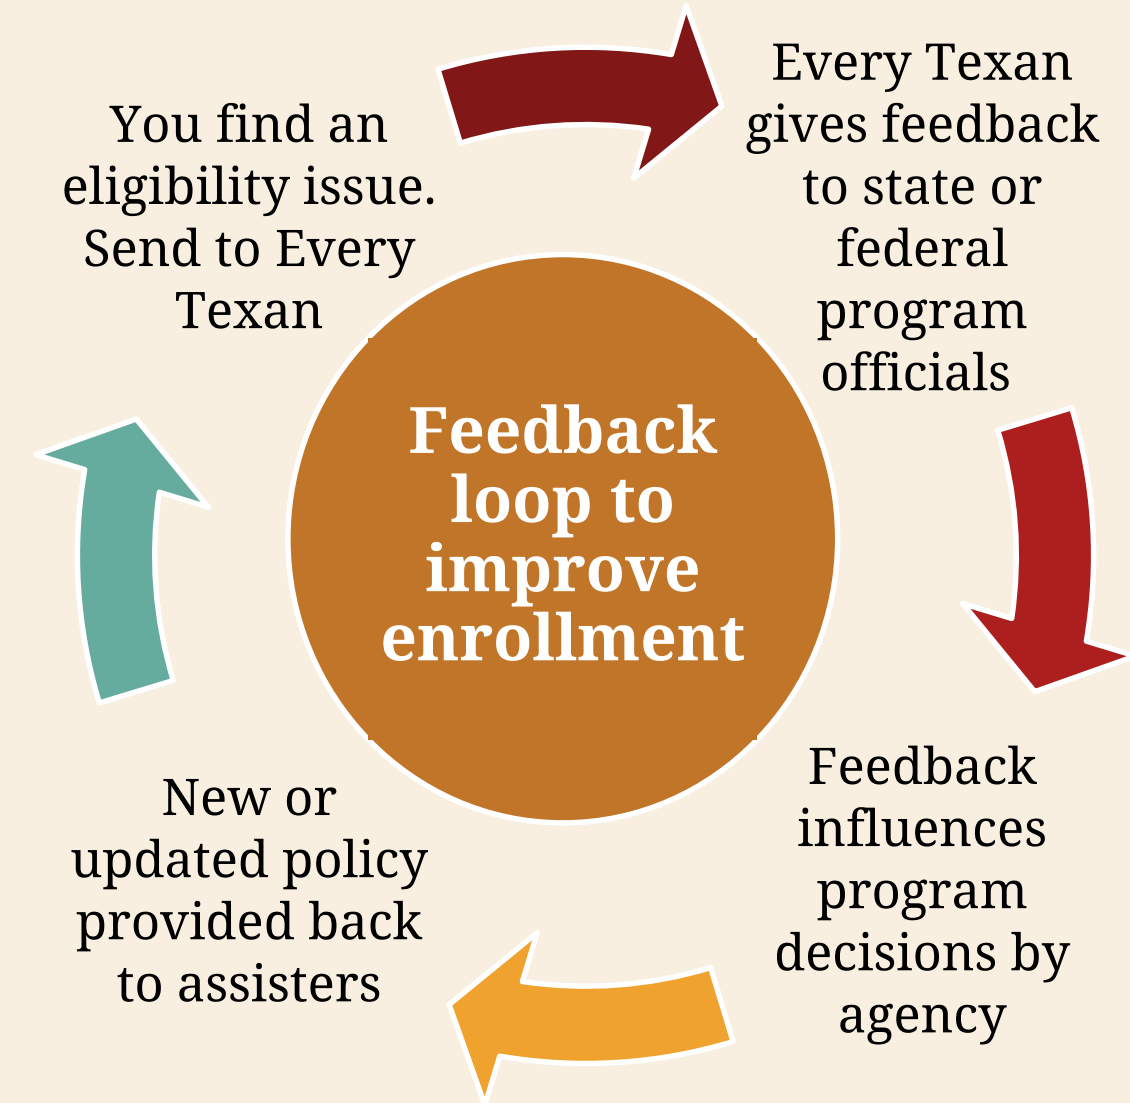 You find an
eligibility issue.
Send to Every
Texan
Every Texan
gives feedback
to state or
federal
program
officials
Feedback
loop to
improve
enrollment
Feedback
influences
program
decisions by
agency
New or
updated policy
provided back
to assisters